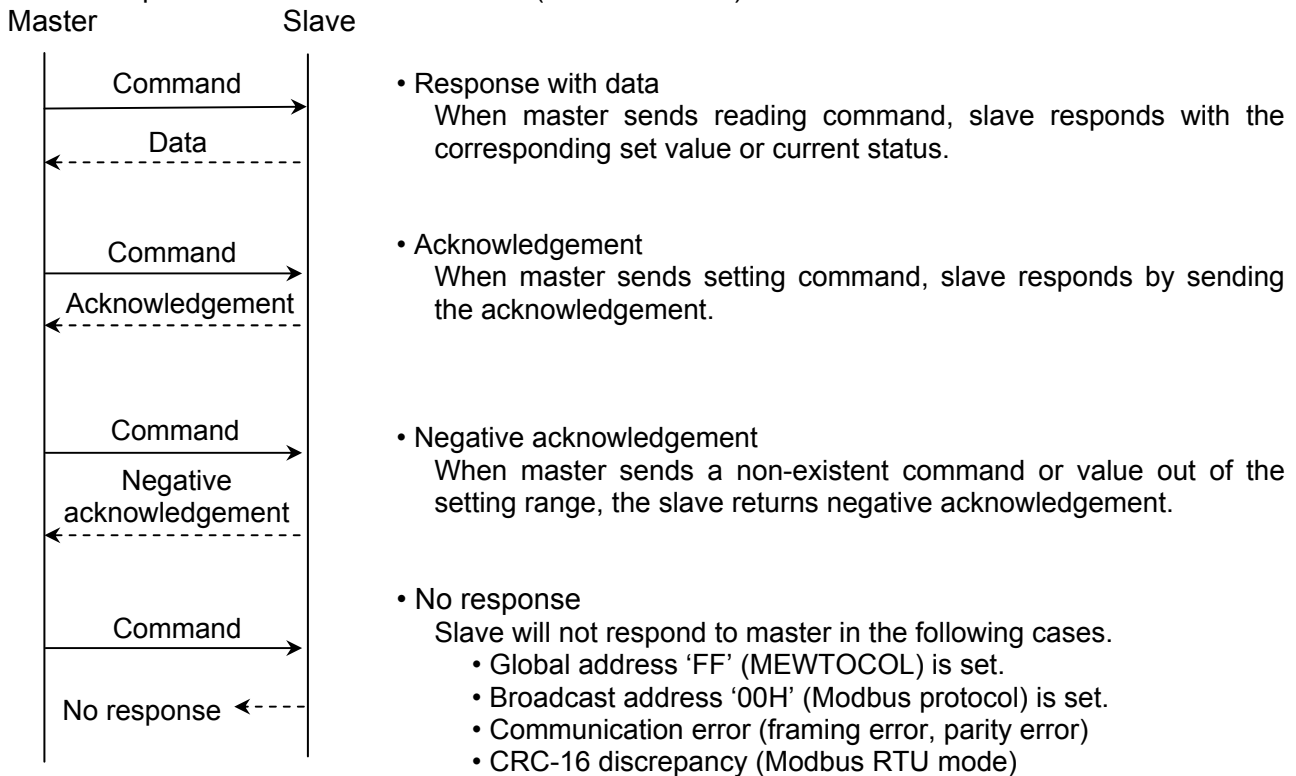 Master Slave
Command
Data
• Response with data
When master sends reading command, slave responds with the
corresponding set value or current status.
Command
Acknowledgement
• Acknowledgement
When master sends setting command, slave responds by sending
the acknowledgement.
Command
Negative
acknowledgement
• Negative acknowledgement
When master sends a non-existent command or value out of the
setting range, the slave returns negative acknowledgement.
Command
No response
• No response
Slave will not respond to master in the following cases.
• Global address ‘FF’ (MEWTOCOL) is set.
• Broadcast address ‘00H’ (Modbus protocol) is set.
• Communication error (framing error, parity error)
• CRC-16 discrepancy (Modbus RTU mode)